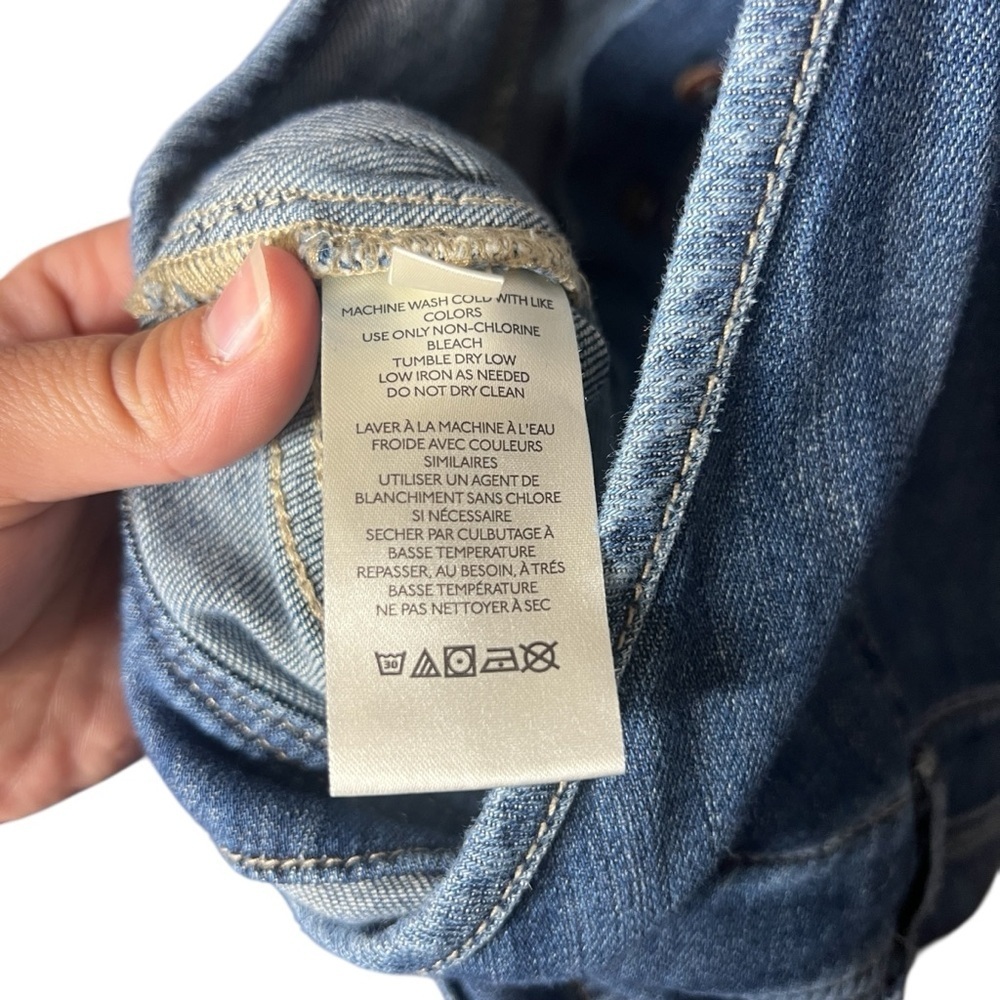 MACHINE WASH COLD WITH LIKE
COLORS
USE ONLY NON-CHLORINE
BLEACH
TUMBLE DRY LOW
LOW IRON AS NEEDED
DO NOT DRY CLEAN
LAVER À LA MACHINE À L'EAU
FROIDE AVEC COULEURS
SIMILAIRES
UTILISER UN AGENT DE
BLANCHIMENT SANS CHLORE
SI NÉCESSAIRE
SECHER PAR CULBUTAGE À
BASSE TEMPERATURE
REPASSER, AU BESOIN, À TRÉS
BASSE TEMPÉRATURE
NE PAS NETTOYER À SEC
30